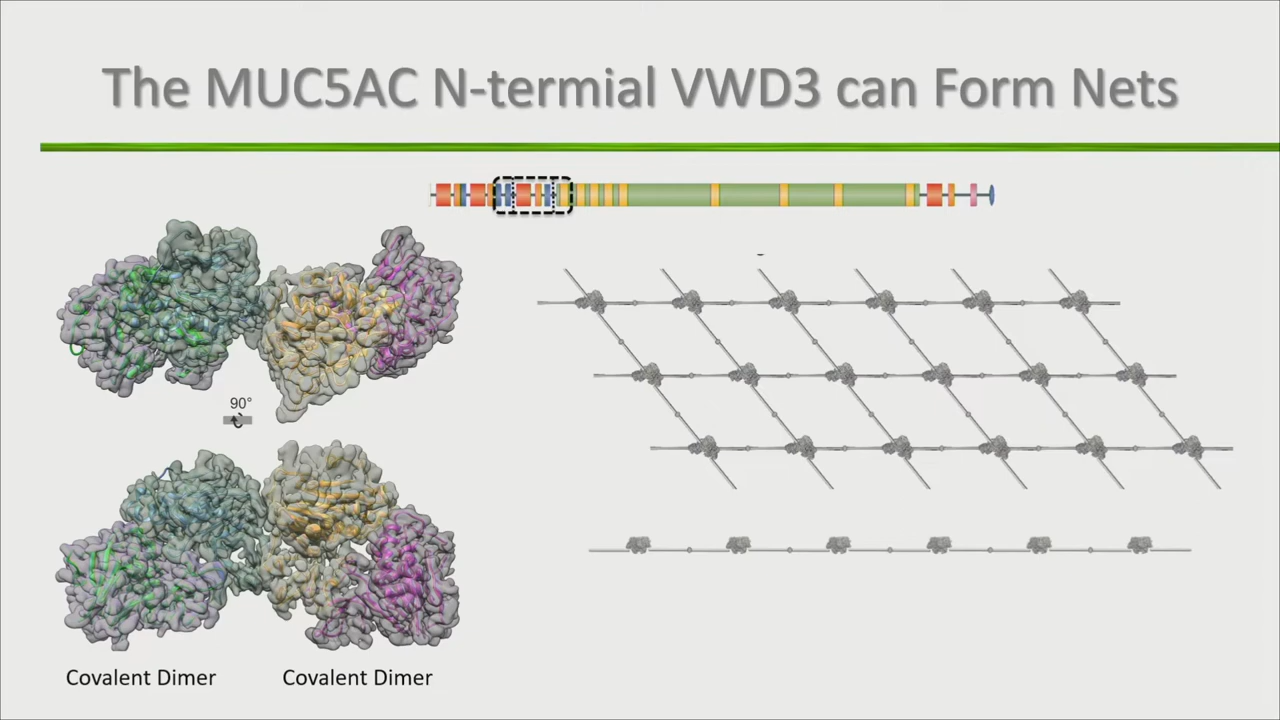 The MUC5AC N-termial VWD3 can Form Nets
90°
Covalent Dimer
Covalent Dimer